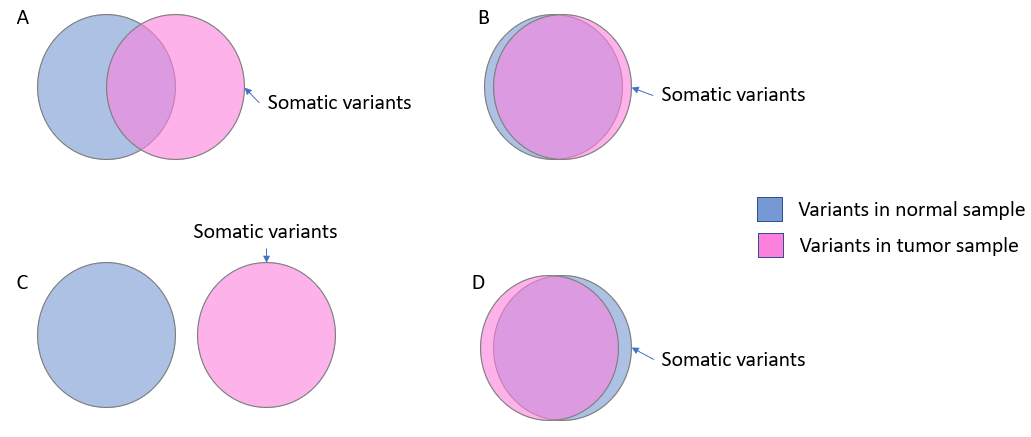 A
B
Somatic variants
Somatic variants
Variants in normal sample
Somatic variants
Variants in tumor sample
C
D
Somatic variants